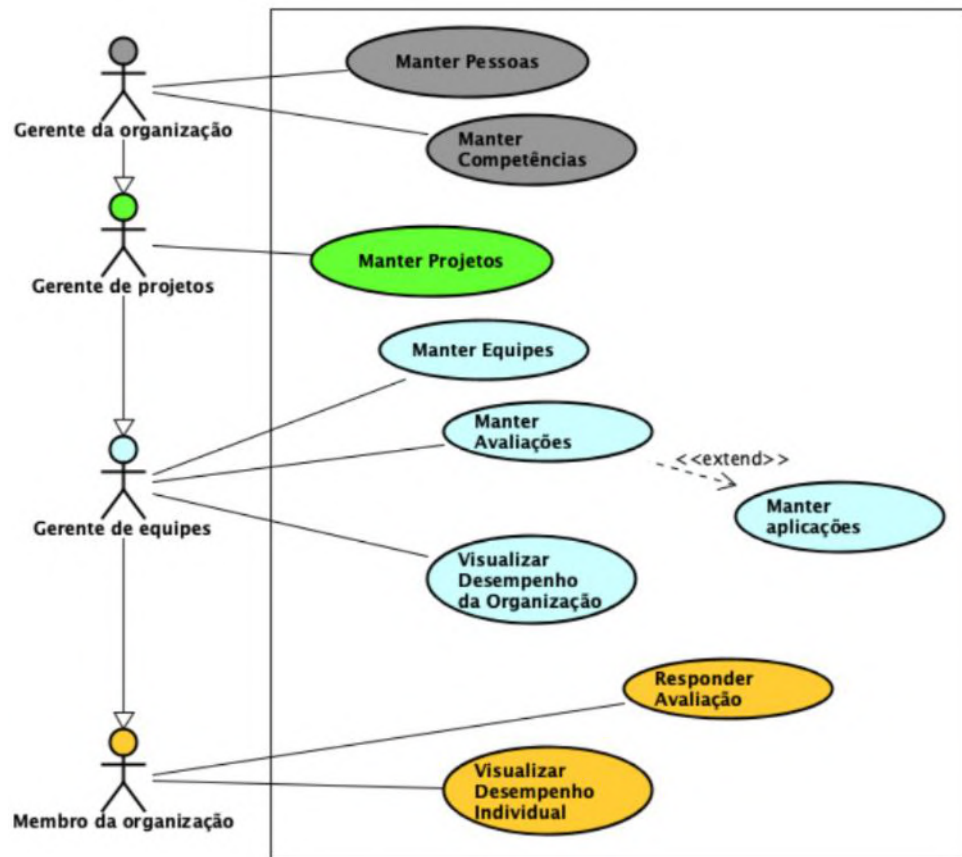 Manter Pessoas
Gerente da organização
Manter
Competências
Manter Projetos
Gerente de projetos
Manter Equipes
Manter
Avaliações
<<extend>>
Manter
aplicações
Gerente de equipes
Visualizar
Desempenho
da Organização
Responder
Avaliação
Visualizar
Desempenho
Individual
Membro da organização